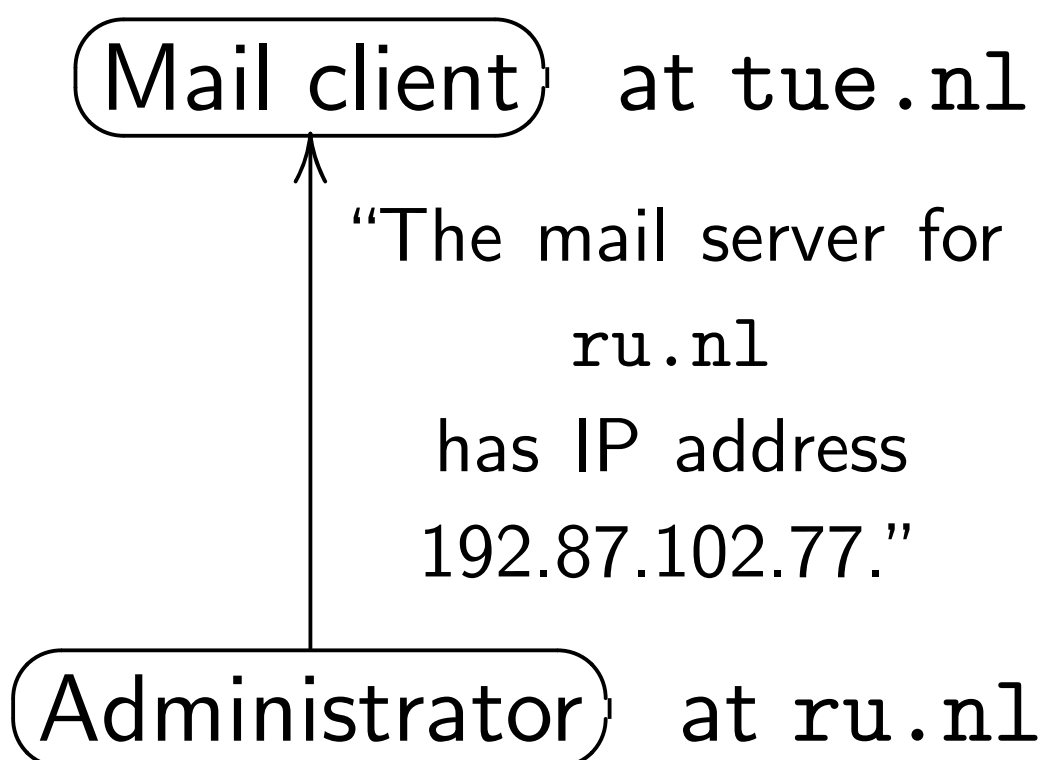 Mail client at tue.nl
“The mail server for
ru.nl
has IP address
192.87.102.77.”
Administrator at ru.nl